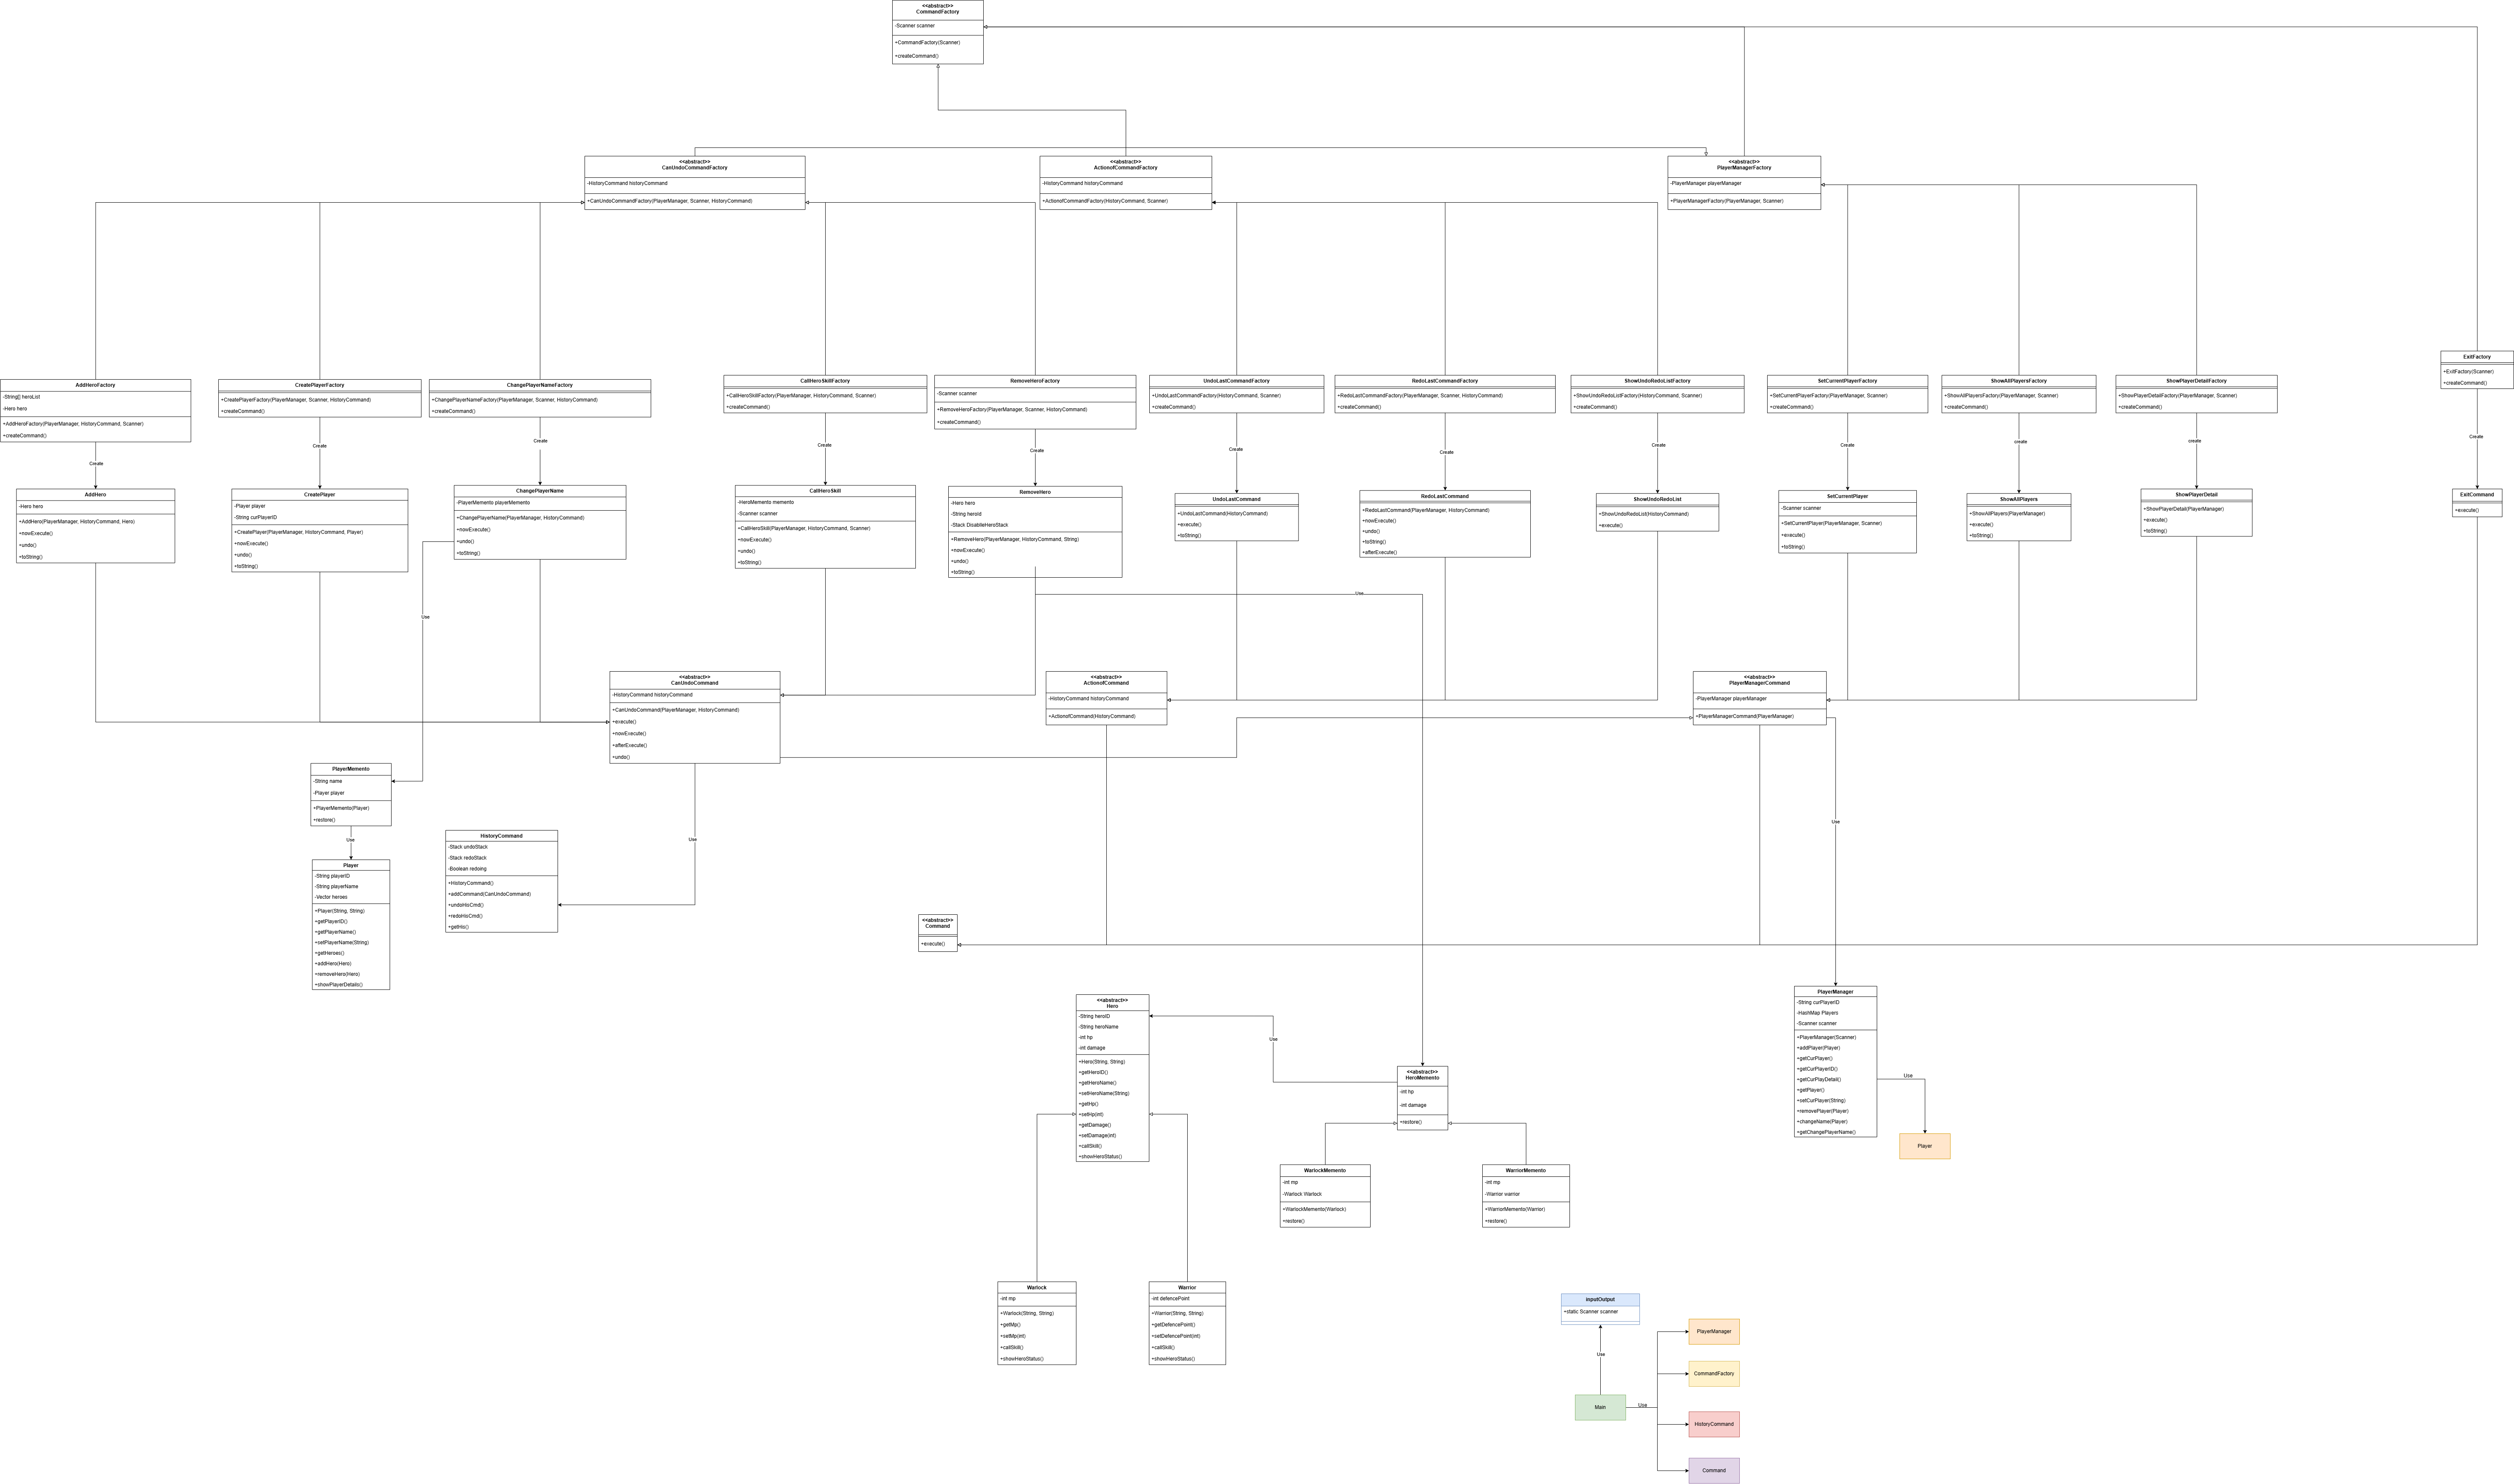 <<abstract>>
CommandFactory
-Scanner scanner
+CommandFactory(Scanner)
+createCommand()
<<abstract>>
CanUndoCommandFactory
-HistoryCommand historyCommand
+CanUndoCommandFactory(PlayerManager, Scanner, HistoryCommand)
<<abstract>>
ActionofCommandFactory
-HistoryCommand historyCommand
+ActionofCommandFactory(HistoryCommand, Scanner)
<<abstract>>
PlayerManagerFactory
-PlayerManager playerManager
+PlayerManagerFactory(PlayerManager, Scanner)
AddHeroFactory
-String[] heroList
-Hero hero
+AddHeroFactory(PlayerManager, HistoryCommand, Scanner)
+createCommand()
CreatePlayerFactory
+CreatePlayerFactory(PlayerManager, Scanner, HistoryCommand)
+createCommand()
ChangePlayerNameFactory
+ChangePlayerNameFactory(PlayerManager, Scanner, HistoryCommand)
+createCommand()
CallHeroSkillFactory
+CallHeroSkillFactory(PlayerManager, HistoryCommand, Scanner)
+createCommand()
RemoveHeroFactory
-Scanner scanner
+RemoveHeroFactory(PlayerManager, Scanner, HistoryCommand)
+createCommand()
UndoLastCommandFactory
+UndoLastCommandFactory(HistoryCommand, Scanner)
+createCommand()
RedoLastCommandFactory
+RedoLastCommandFactory(PlayerManager, Scanner, HistoryCommand)
+createCommand()
ShowUndoRedoListFactory
+ShowUndoRedoListFactory(HistoryCommand, Scanner)
+createCommand()
SetCurrentPlayerFactory
+SetCurrentPlayerFactory(PlayerManager, Scanner)
+createCommand()
ShowAllPlayersFactory
+ShowAllPlayersFactory(PlayerManager, Scanner)
+createCommand()
ShowPlayerDetailFactory
+ShowPlayerDetailFactory(PlayerManager, Scanner)
+createCommand()
ExitFactory
+ExitFactory(Scanner)
+createCommand()
Create
Create
Create
Create
Create
Create
Create
Create
Create
create
create
Create
AddHero
-Hero hero
+AddHero(PlayerManager, HistoryCommand, Hero)
+nowExecute()
+undo()
+toString()
CreatePlayer
-Player player
-String curPlayerID
+CreatePlayer(PlayerManager, HistoryCommand, Player)
+nowExecute()
+undo()
+toString()
ChangePlayerName
-PlayerMemento playerMemento
+ChangePlayerName(PlayerManager, HistoryCommand)
+nowExecute()
+undo()
+toString()
CallHeroSkill
-HeroMemento memento
-Scanner scanner
+CallHeroSkill(PlayerManager, HistoryCommand, Scanner)
+nowExecute()
+undo()
+toString()
RemoveHero
-Hero hero
-String heroId
-Stack DisableHeroStack
+RemoveHero(PlayerManager, HistoryCommand, String)
+nowExecute()
+undo()
+toString()
UndoLastCommand
+UndoLastCommand(HistoryCommand)
+execute()
+toString()
RedoLastCommand
+RedoLastCommand(PlayerManager, HistoryCommand)
+nowExecute()
+undo()
+toString()
+afterExecute()
ShowUndoRedoList
+ShowUndoRedoList(HistoryCommand)
+execute()
SetCurrentPlayer
-Scanner scanner
+SetCurrentPlayer(PlayerManager, Scanner)
+execute()
+toString()
ShowAllPlayers
+ShowAllPlayers(PlayerManager)
+execute()
+toString()
ShowPlayerDetail
+ShowPlayerDetail(PlayerManager)
+execute()
+toString()
ExitCommand
+execute()
Use
Use
<<abstract>>
CanUndoCommand
-HistoryCommand historyCommand
+CanUndoCommand(PlayerManager, HistoryCommand)
+execute()
+nowExecute()
+afterExecute()
+undo()
<<abstract>>
ActionofCommand
-HistoryCommand historyCommand
+ActionofCommand(HistoryCommand)
<<abstract>>
PlayerManagerCommand
-PlayerManager playerManager
+PlayerManagerCommand(PlayerManager)
PlayerMemento
-String name
-Player player
+PlayerMemento(Player)
+restore()
Use
Use
Use
HistoryCommand
-Stack undoStack
-Stack redoStack
-Boolean redoing
+HistoryCommand()
+addCommand(CanUndoCommand)
+undoHisCmd()
+redoHisCmd()
+getHis()
Player
-String playerID
-String playerName
-Vector heroes
+Player(String, String)
+getPlayerID()
+getPlayerName()
+setPlayerName(String)
+getHeroes()
+addHero(Hero)
+removeHero(Hero)
+showPlayerDetails()
<<abstract>>
Command
+execute()
<<abstract>>
Hero
-String heroID
-String heroName
-int hp
-int damage
+Hero(String, String)
+getHeroID()
+getHeroName()
+setHeroName(String)
+getHp()
+setHp(int)
+getDamage()
+setDamage(int)
+callSkill()
+showHeroStatus()
Use
<<abstract>>
HeroMemento
-int hp
-int damage
+restore()
PlayerManager
-String curPlayerID
-HashMap Players
-Scanner scanner
+PlayerManager(Scanner)
+addPlayer(Player)
+getCurPlayer()
+getCurPlayerID()
+getCurPlayDetail()
+getPlayer()
+setCurPlayer(String)
+removePlayer(Player)
+changeName(Player)
+getChangePlayerName()
Use
Player
WarlockMemento
-int mp
-Warlock Warlock
+WarlockMemento(Warlock)
+restore()
WarriorMemento
-int mp
-Warrior warrior
+WarriorMemento(Warrior)
+restore()
Warlock
-int mp
+Warlock(String, String)
+getMp()
+setMp(int)
+callSkill()
+showHeroStatus()
Warrior
-int defencePoint
+Warrior(String, String)
+getDefencePoint()
+setDefencePoint(int)
+callSkill()
+showHeroStatus()
inputOutput
+static Scanner scanner
Use
Main
Use
PlayerManager
CommandFactory
HistoryCommand
Command